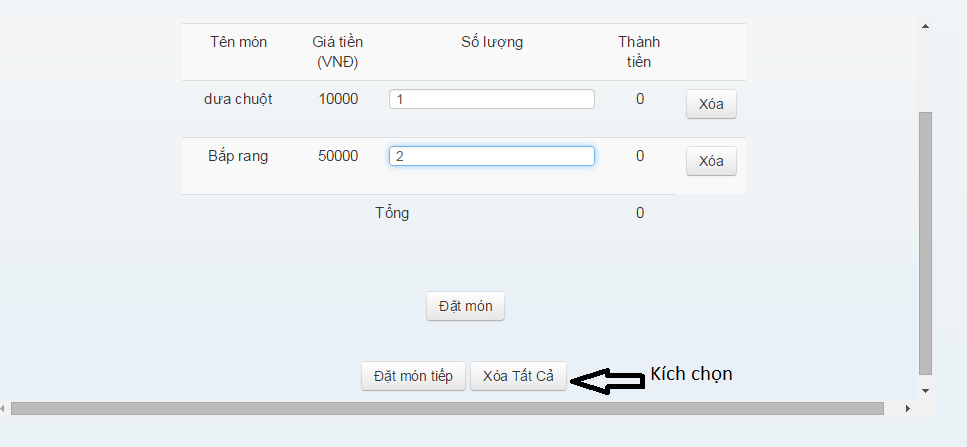 Tên món Giá tiền (VNĐ) Số lượng Thành tiền
dưa chuột 10000 1 0 Xóa
Bắp rang 50000 2 0 Xóa
Tổng 0
Đặt món
Đặt món tiếp Xóa Tất Cả Kích chọn